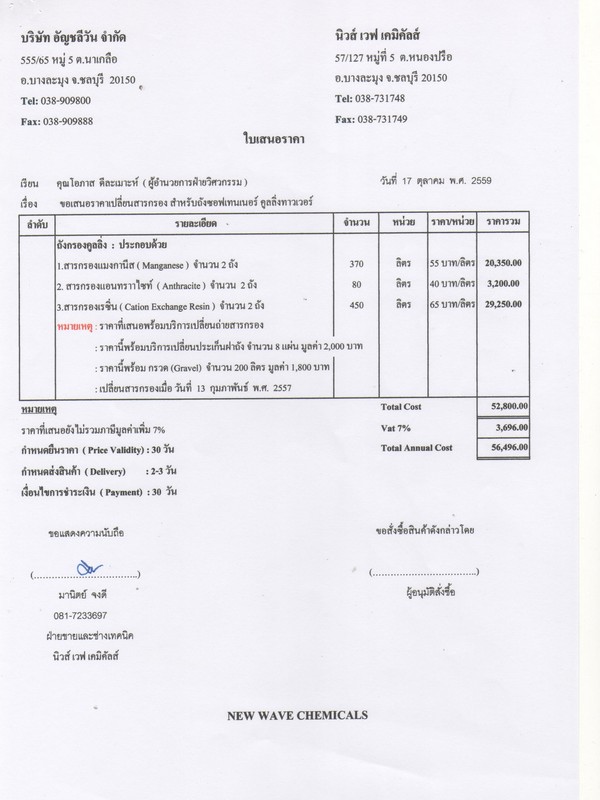 บริษัท อัญชลีวัน จำกัด
555/65 หมู่ 5 ต.นาเกลือ
อ.บางละมุง จ.ชลบุรี 20150
Tel: 038-909800
Fax: 038-909888
นิวส์ เวฟ เคมิคัลส์
57/127 หมู่ที่ 5 ต.หนองปรือ
อ.บางละมุง จ.ชลบุรี 20150
Tel: 038-731748
Fax: 038-731749
ใบเสนอราคา
เรียน คุณโอภาส ดีละเมาะห์ ( ผู้อำนวยการฝ่ายวิศวกรรม ) วันที่ 17 ตุลาคม พ.ศ. 2559
เรื่อง ขอเสนอราคาเปลี่ยนสารกรอง สำหรับถังซอฟเทนเนอร์ คูลลิ่งทาวเวอร์
ลำดับ รายละเอียด จำนวน หน่วย ราคา/หน่วย ราคารวม
ถังกรองคูลลิ่ง : ประกอบด้วย
1.สารกรองแมงกานีส ( Manganese ) จำนวน 2 ถัง 370 ลิตร 55 บาท/ลิตร 20,350.00
2. สารกรองแอนทราาไซท์ ( Anthracite ) จำนวน 2 ถัง 80 ลิตร 40 บาท/ลิตร 3,200.00
3.สารกรองเรซิ่น ( Cation Exchange Resin ) จำนวน 2 ถัง 450 ลิตร 65 บาท/ลิตร 29,250.00
หมายเหตุ : ราคาที่เสนอพร้อมบริการเปลี่ยนถ่ายสารกรอง
: ราคานี้พร้อมบริการเปลี่ยนประเก็นฝาถัง จำนวน 8 แผ่น มูลค่า 2,000 บาท
: ราคานี้พร้อม กรวด (Gravel) จำนวน 200 ลิตร มูลค่า 1,800 บาท
: เปลี่ยนสารกรองเมื่อ วันที่ 13 กุมภาพันธ์ พ.ศ. 2557
หมายเหตุ Total Cost 52,800.00
ราคาที่เสนอยังไม่รวมภาษีมูลค่าเพิ่ม 7% Vat 7% 3,696.00
กำหนดยืนราคา ( Price Validity) : 30 วัน Total Annual Cost 56,496.00
กำหนดส่งสินค้า ( Delivery) : 2-3 วัน
เงื่อนไขการชำระเงิน ( Payment) : 30 วัน
ขอแสดงความนับถือ ขอสั่งซื้อสินค้าดังกล่าวโดย
(..................................) (..................................)
มานิตย์ จงดี ผู้อนุมัติสั่งซื้อ
081-7233697
ฝ่ายขายและช่างเทคนิค
นิวส์ เวฟ เคมิคัลส์
NEW WAVE CHEMICALS